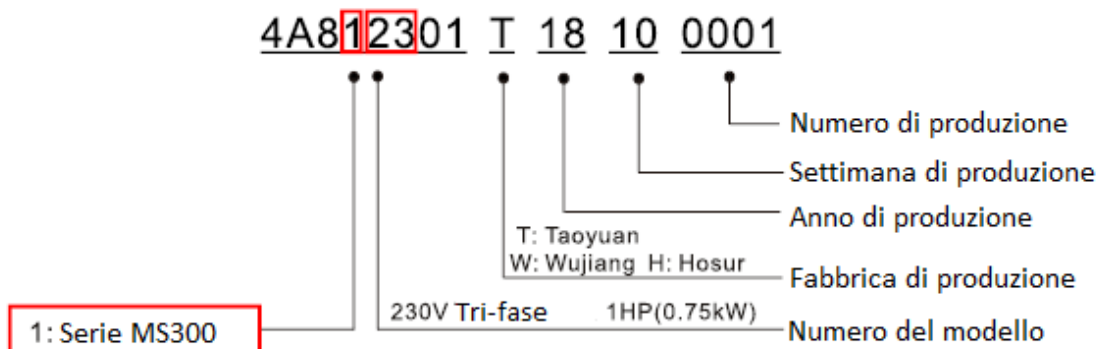 4A812301 T 18 10 0001
Numero di produzione
Settimana di produzione
Anno di produzione
T: Taoyuan
W: Wujiang H: Hosur
Fabbrica di produzione
230V Tri-fase 1HP(0.75kW)
Numero del modello
1: Serie MS300